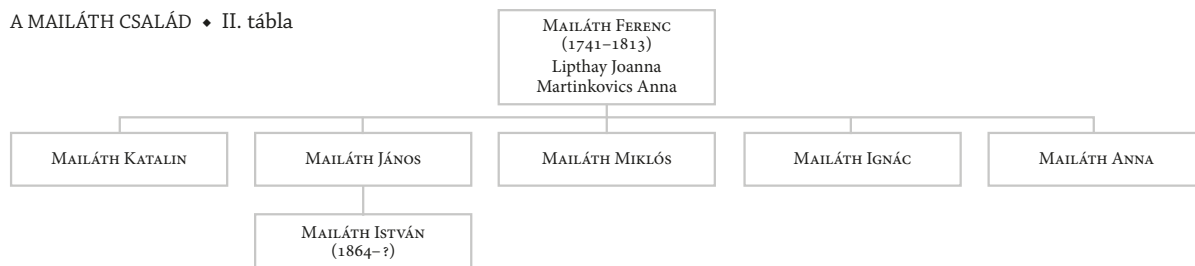 A MAILÁTH CSALÁD ◆ II. tábla
MAILÁTH FERENC
(1741–1813)
Lipthay Joanna
Martinkovics Anna
MAILÁTH KATALIN
MAILÁTH JÁNOS
MAILÁTH MIKLÓS
MAILÁTH IGNÁC
MAILÁTH ANNA
MAILÁTH ISTVÁN
(1864–?)